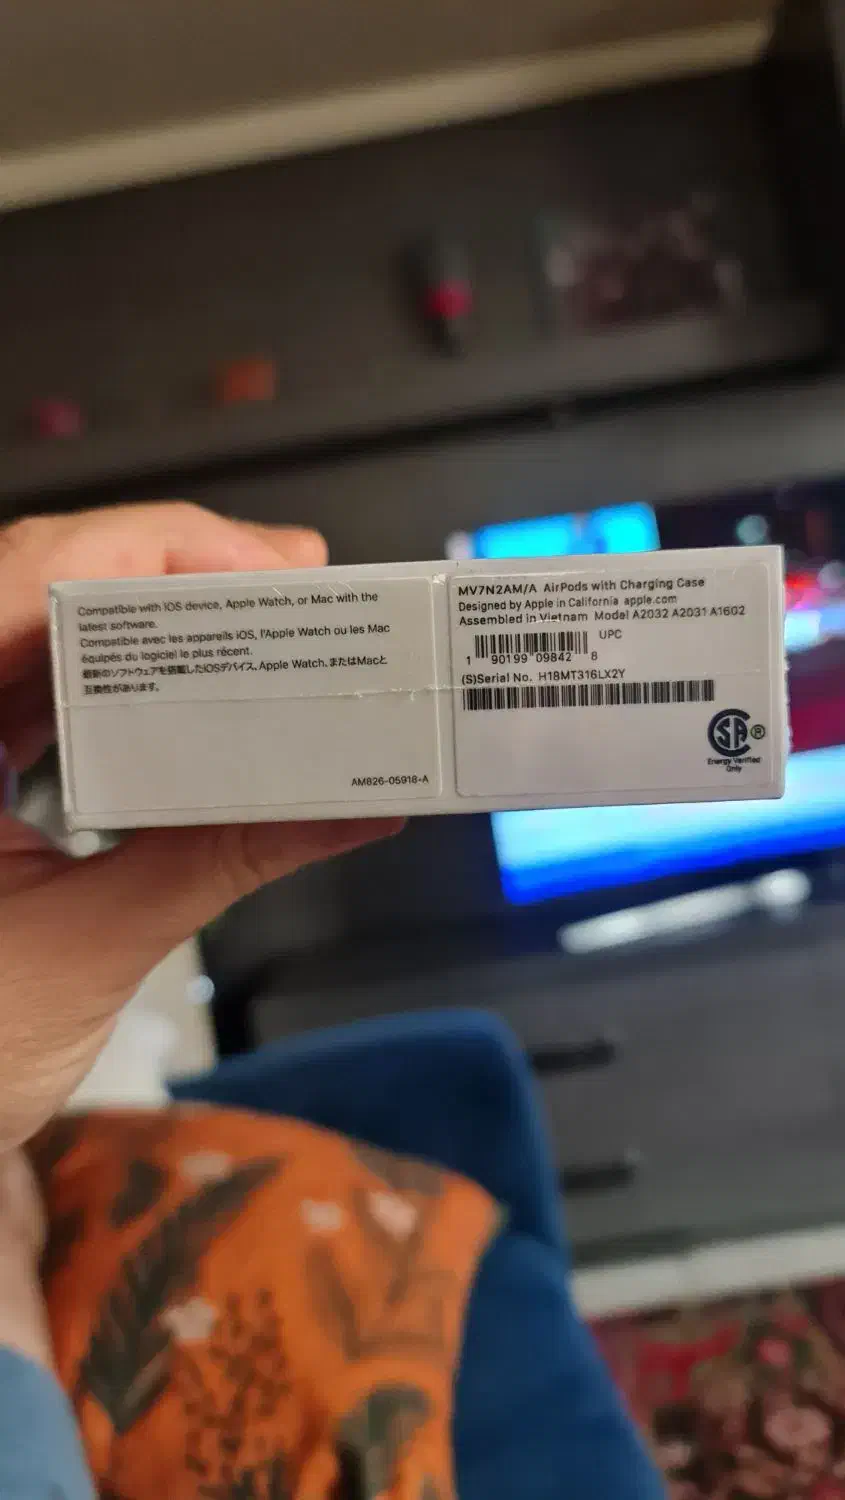 Compatible with iOS device, Apple Watch, or Mac with the
latest software.
Compatible avec les appareils iOS, l'Apple Watch ou les Mac
équipés du logiciel le plus récent.
最新のソフトウェアを搭載したiOSデバイス、Apple Watch、またはMacと
互換性があります。
AM826-05918-A
MV7N2AM/A AirPods with Charging Case
Designed by Apple in California apple.com
Assembled in Vietnam Model A2032 A2031 A1602
UPC
1 90199 09842 8
(S)Serial No. H18MT316LX2Y
SA ®
Energy Verified
Only